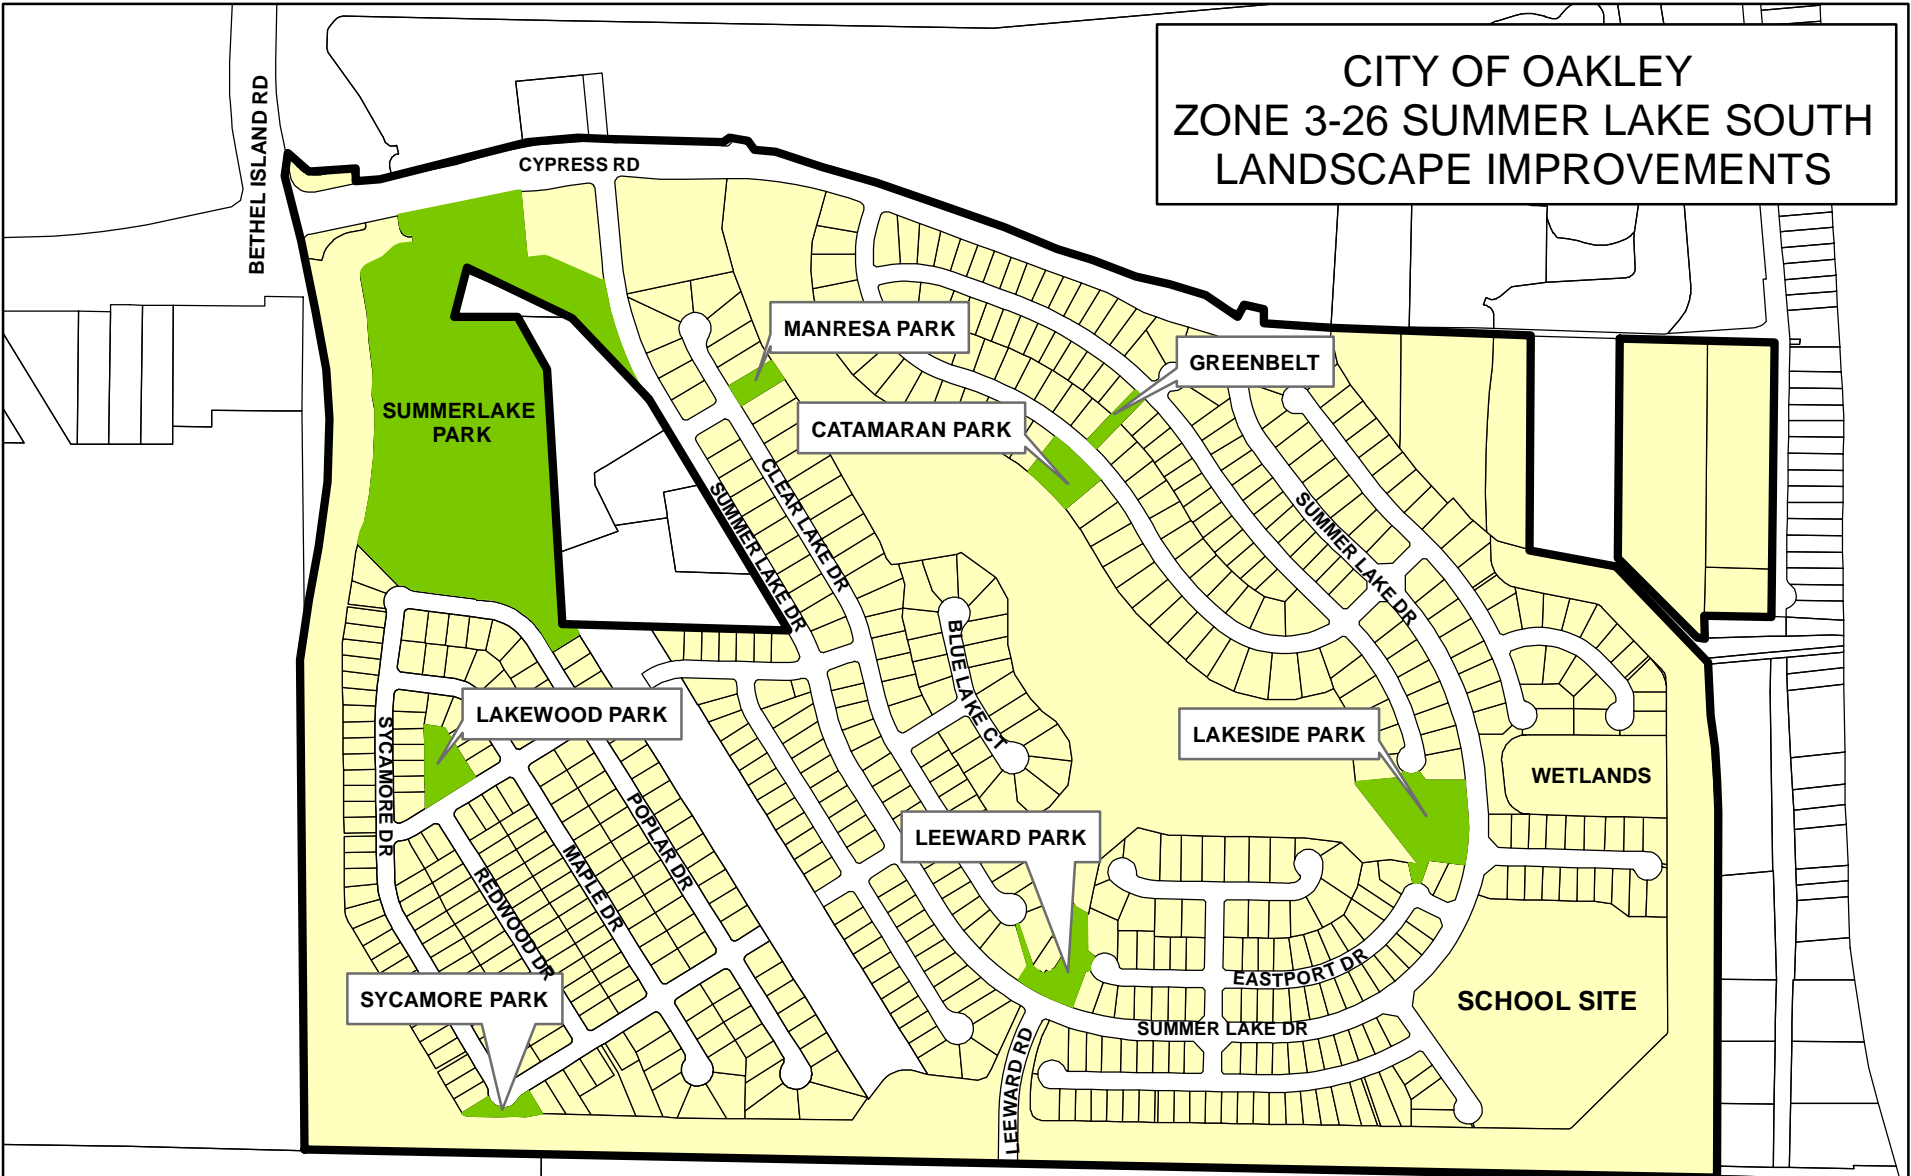 CITY OF OAKLEY
ZONE 3-26 SUMMER LAKE SOUTH
LANDSCAPE IMPROVEMENTS
BETHEL ISLAND RD
CYPRESS RD
MANRESA PARK
GREENBELT
SUMMERLAKE
PARK
CATAMARAN PARK
CLEAR LAKE DR
SUMMER LAKE DR
SUMMER LAKE DR
BLUE LAKE CT
LAKEWOOD PARK
LAKESIDE PARK
SYCAMORE DR
WETLANDS
POPLAR DR
LEEWARD PARK
MAPLE DR
REDWOOD DR
EASTPORT DR
SYCAMORE PARK
SCHOOL SITE
SUMMER LAKE DR
LEEWARD RD